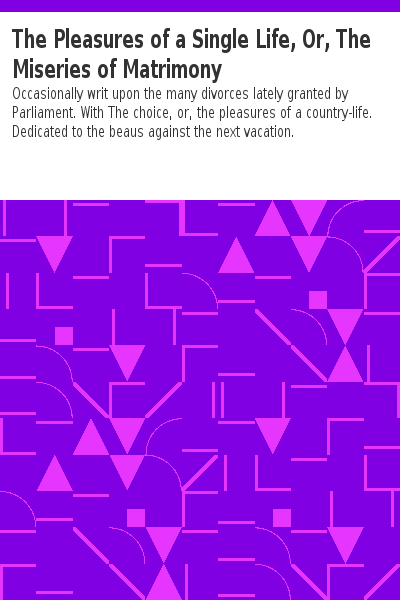 The Pleasures of a Single Life, Or, The
Miseries of Matrimony
Occasionally writ upon the many divorces lately granted by
Parliament. With The choice, or, the pleasures of a country-life.
Dedicated to the beaus against the next vacation.